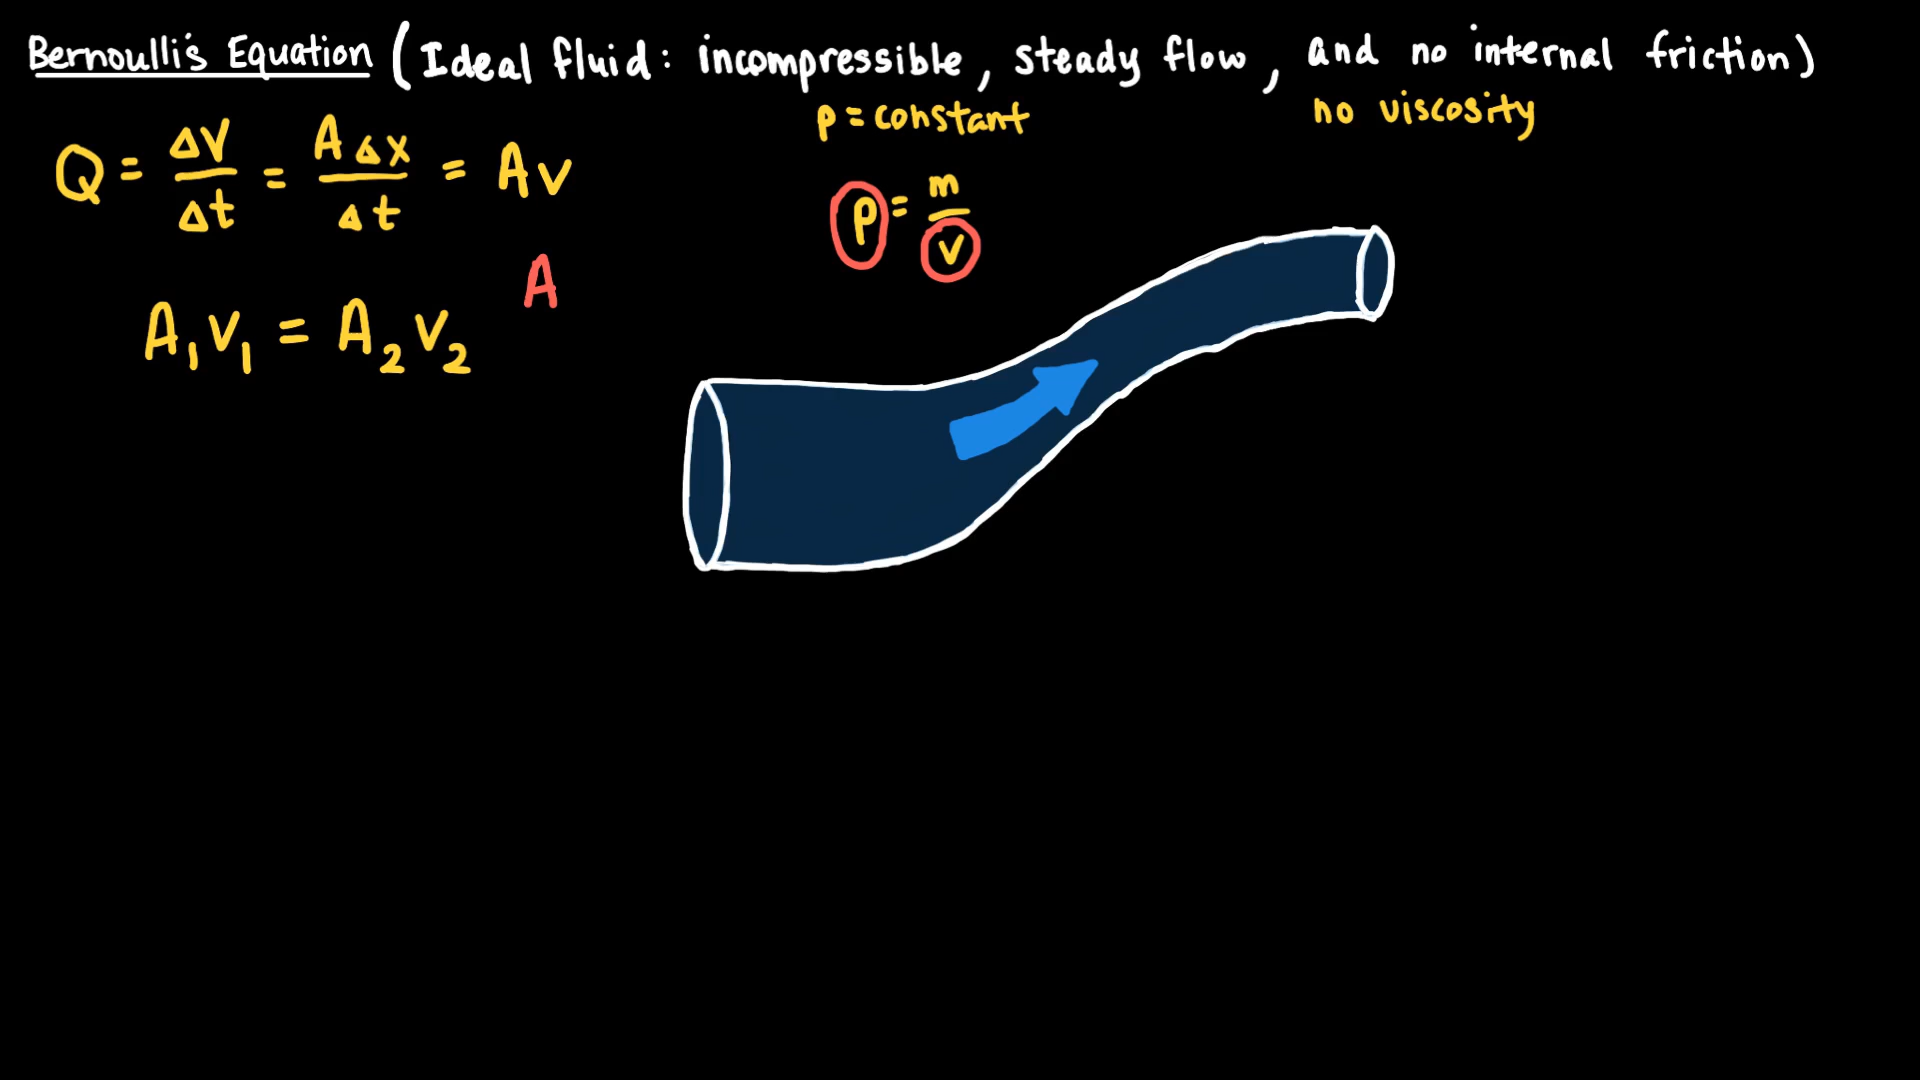 Bernoulli's Equation (Ideal fluid: incompressible, steady flow, and no internal friction)
ρ = constant
no viscosity
Q = ΔV/Δt = AΔx/Δt = Av
ρ = m/V
A
A₁v₁ = A₂v₂